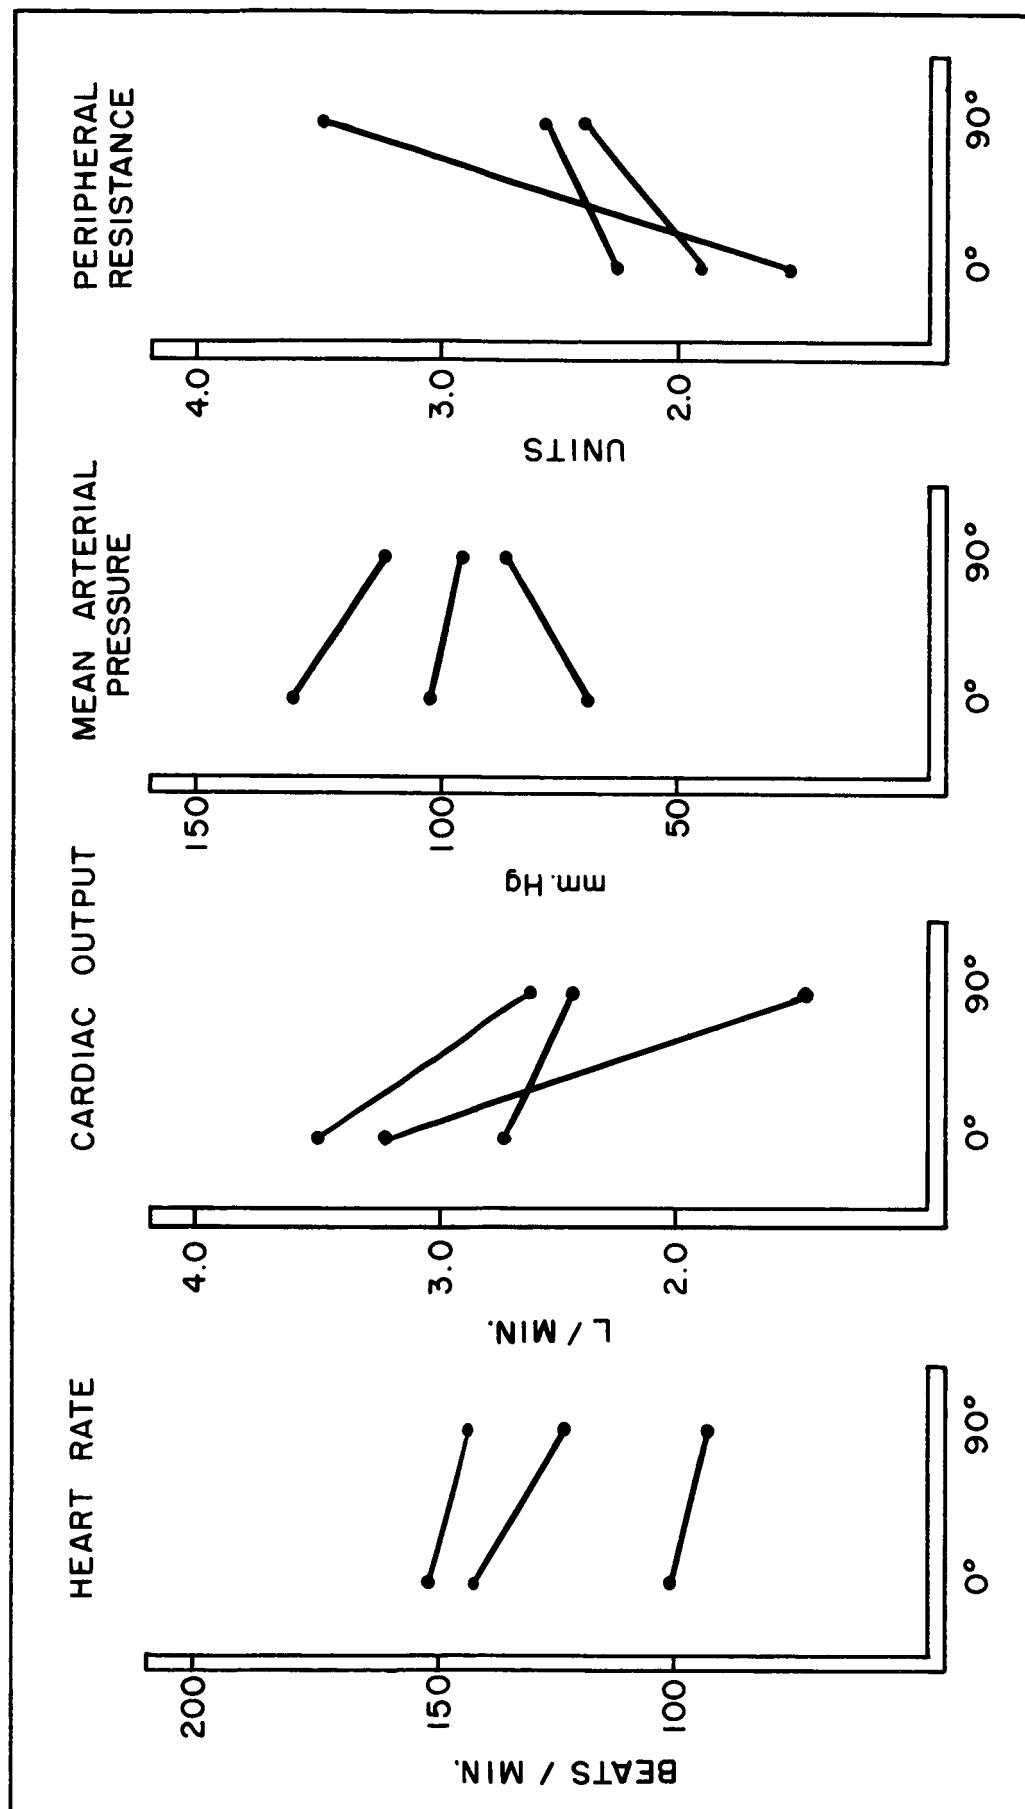 HEART RATE
BEATS / MIN.
200
150
100
0°
90°
CARDIAC OUTPUT
L / MIN.
4.0
3.0
2.0
0°
90°
MEAN ARTERIAL
PRESSURE
mm. Hg
150
100
50
0°
90°
PERIPHERAL
RESISTANCE
UNITS
4.0
3.0
2.0
0°
90°